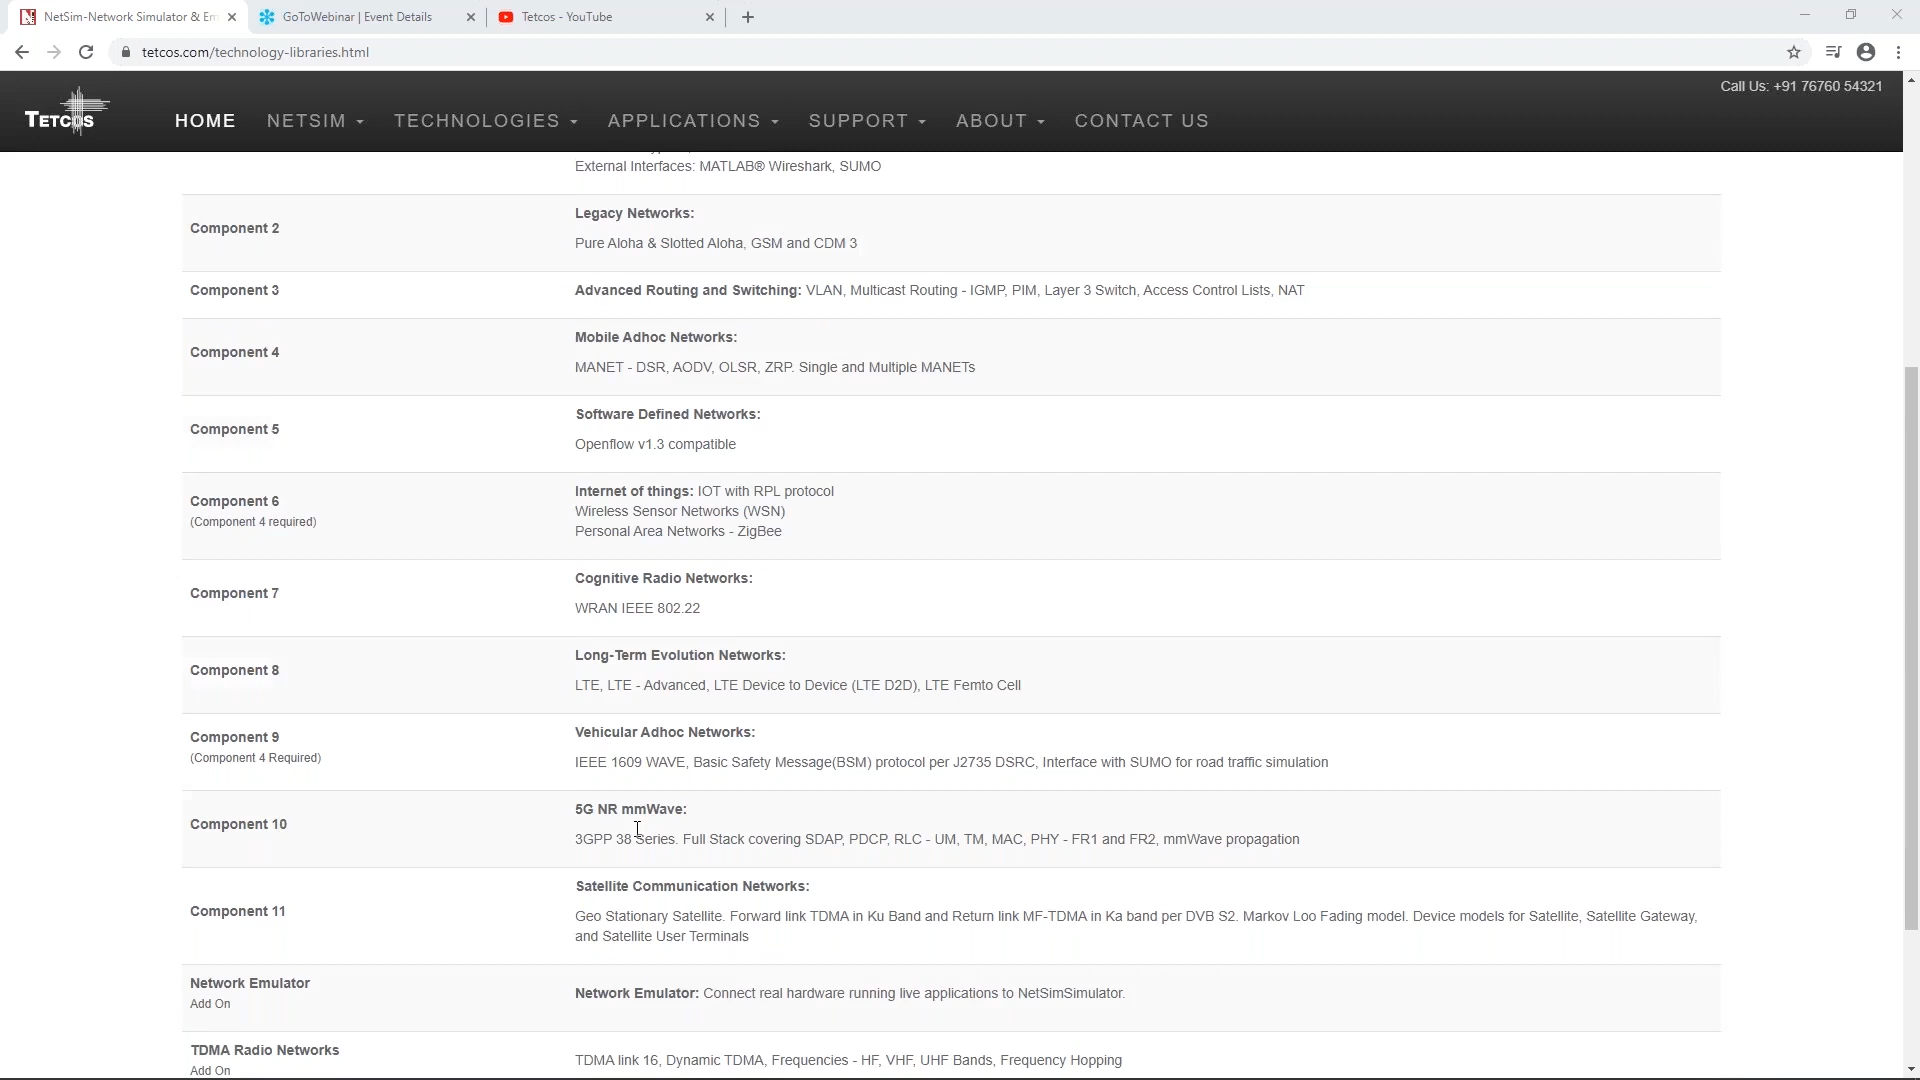 NetSim-Network Simulator & Em
GoToWebinar | Event Details
Tetcos - YouTube
tetcos.com/technology-libraries.html
Call Us: +91 76760 54321
TETCOS
HOME NETSIM TECHNOLOGIES APPLICATIONS SUPPORT ABOUT CONTACT US
External Interfaces: MATLAB® Wireshark, SUMO
Component 2
Legacy Networks:
Pure Aloha & Slotted Aloha, GSM and CDM 3
Component 3
Advanced Routing and Switching: VLAN, Multicast Routing - IGMP, PIM, Layer 3 Switch, Access Control Lists, NAT
Component 4
Mobile Adhoc Networks:
MANET - DSR, AODV, OLSR, ZRP. Single and Multiple MANETs
Component 5
Software Defined Networks:
Openflow v1.3 compatible
Component 6
(Component 4 required)
Internet of things: IOT with RPL protocol
Wireless Sensor Networks (WSN)
Personal Area Networks - ZigBee
Component 7
Cognitive Radio Networks:
WRAN IEEE 802.22
Component 8
Long-Term Evolution Networks:
LTE, LTE - Advanced, LTE Device to Device (LTE D2D), LTE Femto Cell
Component 9
(Component 4 Required)
Vehicular Adhoc Networks:
IEEE 1609 WAVE, Basic Safety Message(BSM) protocol per J2735 DSRC, Interface with SUMO for road traffic simulation
Component 10
5G NR mmWave:
3GPP 38 Series. Full Stack covering SDAP, PDCP, RLC - UM, TM, MAC, PHY - FR1 and FR2, mmWave propagation
Component 11
Satellite Communication Networks:
Geo Stationary Satellite. Forward link TDMA in Ku Band and Return link MF-TDMA in Ka band per DVB S2. Markov Loo Fading model. Device models for Satellite, Satellite Gateway,
and Satellite User Terminals
Network Emulator
Add On
Network Emulator: Connect real hardware running live applications to NetSimSimulator.
TDMA Radio Networks
Add On
TDMA link 16, Dynamic TDMA, Frequencies - HF, VHF, UHF Bands, Frequency Hopping